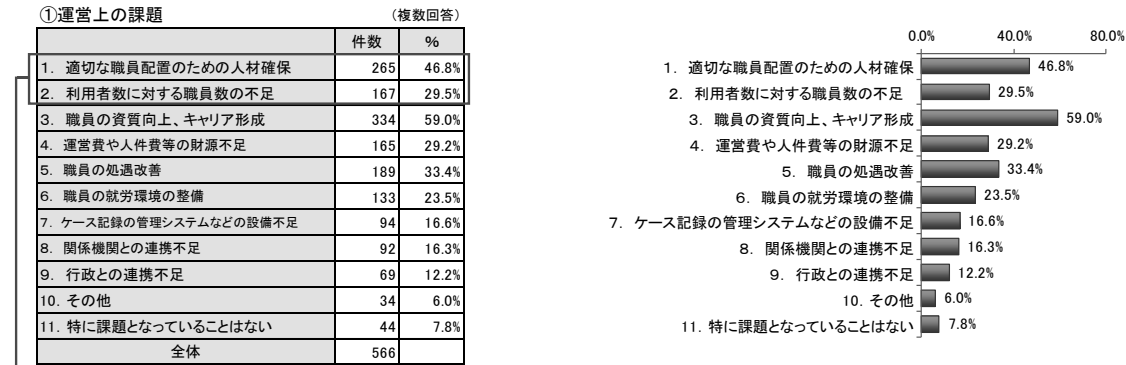 ①運営上の課題 （複数回答）
件数 %
1. 適切な職員配置のための人材確保 265 46.8%
2. 利用者数に対する職員数の不足 167 29.5%
3. 職員の資質向上、キャリア形成 334 59.0%
4. 運営費や人件費等の財源不足 165 29.2%
5. 職員の処遇改善 189 33.4%
6. 職員の就労環境の整備 133 23.5%
7. ケース記録の管理システムなどの設備不足 94 16.6%
8. 関係機関との連携不足 92 16.3%
9. 行政との連携不足 69 12.2%
10. その他 34 6.0%
11. 特に課題となっていることはない 44 7.8%
全体 566
0.0% 40.0% 80.0%
1. 適切な職員配置のための人材確保 46.8%
2. 利用者数に対する職員数の不足 29.5%
3. 職員の資質向上、キャリア形成 59.0%
4. 運営費や人件費等の財源不足 29.2%
5. 職員の処遇改善 33.4%
6. 職員の就労環境の整備 23.5%
7. ケース記録の管理システムなどの設備不足 16.6%
8. 関係機関との連携不足 16.3%
9. 行政との連携不足 12.2%
10. その他 6.0%
11. 特に課題となっていることはない 7.8%